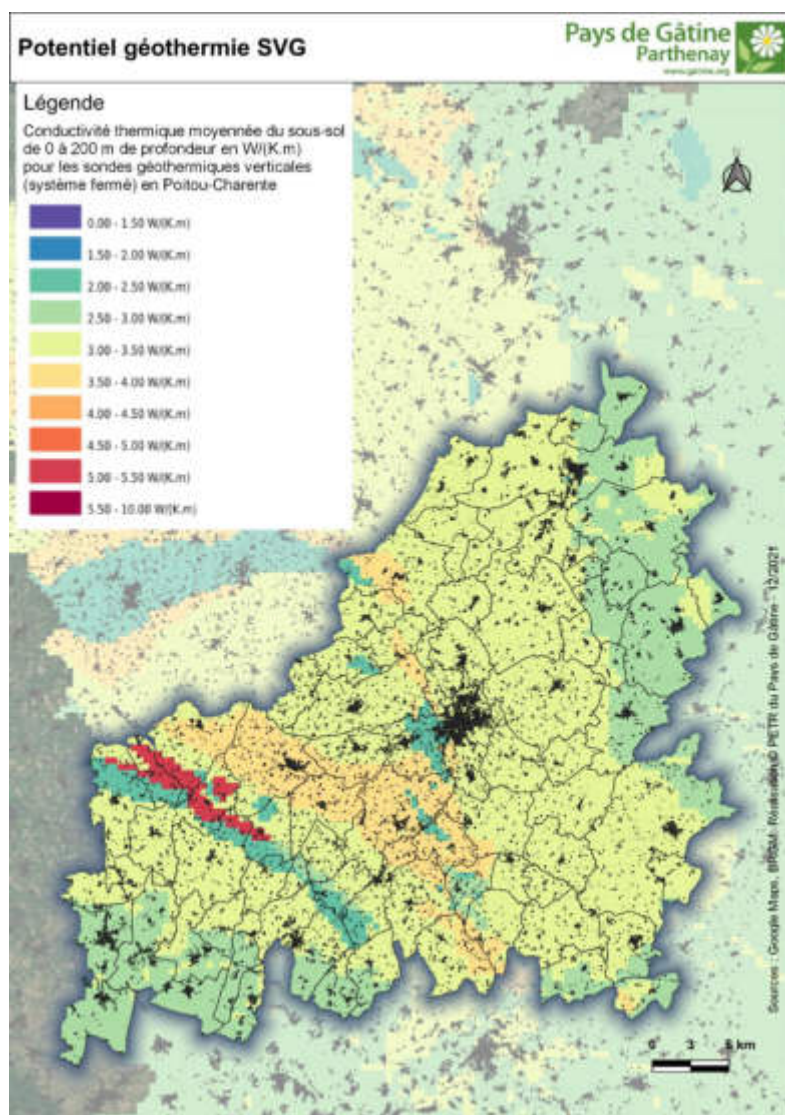 Potentiel géothermie SVG
Pays de Gâtine
Parthenay
www.gatine.org
Légende
Conductivité thermique moyennée du sous-sol
de 0 à 200 m de profondeur en W/(K.m)
pour les sondes géothermiques verticales
(système fermé) en Poitou-Charente
0.00 - 1.50 W/(K.m)
1.50 - 2.00 W/(K.m)
2.00 - 2.50 W/(K.m)
2.50 - 3.00 W/(K.m)
3.00 - 3.50 W/(K.m)
3.50 - 4.00 W/(K.m)
4.00 - 4.50 W/(K.m)
4.50 - 5.00 W/(K.m)
5.00 - 5.50 W/(K.m)
5.50 - 10.00 W/(K.m)
Sources : Google Maps, BRGM. Réalisation © PETR du Pays de Gâtine - 12/2021
0 3 6 km